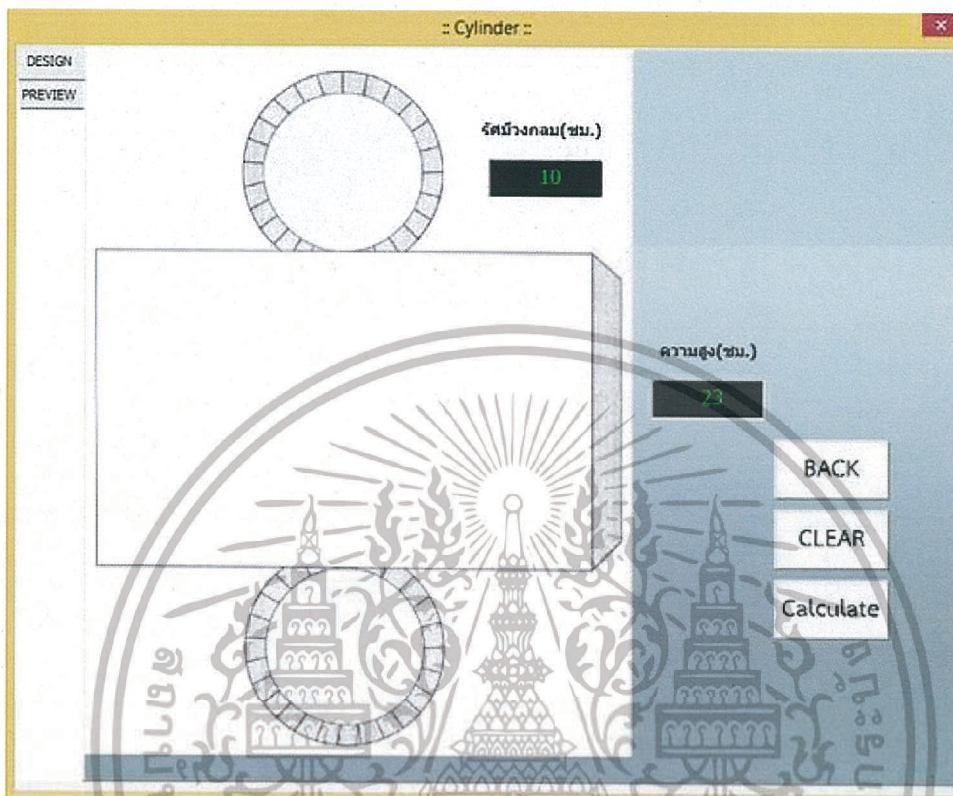 :: Cylinder ::
DESIGN
PREVIEW
รัศมีวงกลม(ซม.)
10
ความสูง(ซม.)
23
BACK
CLEAR
Calculate